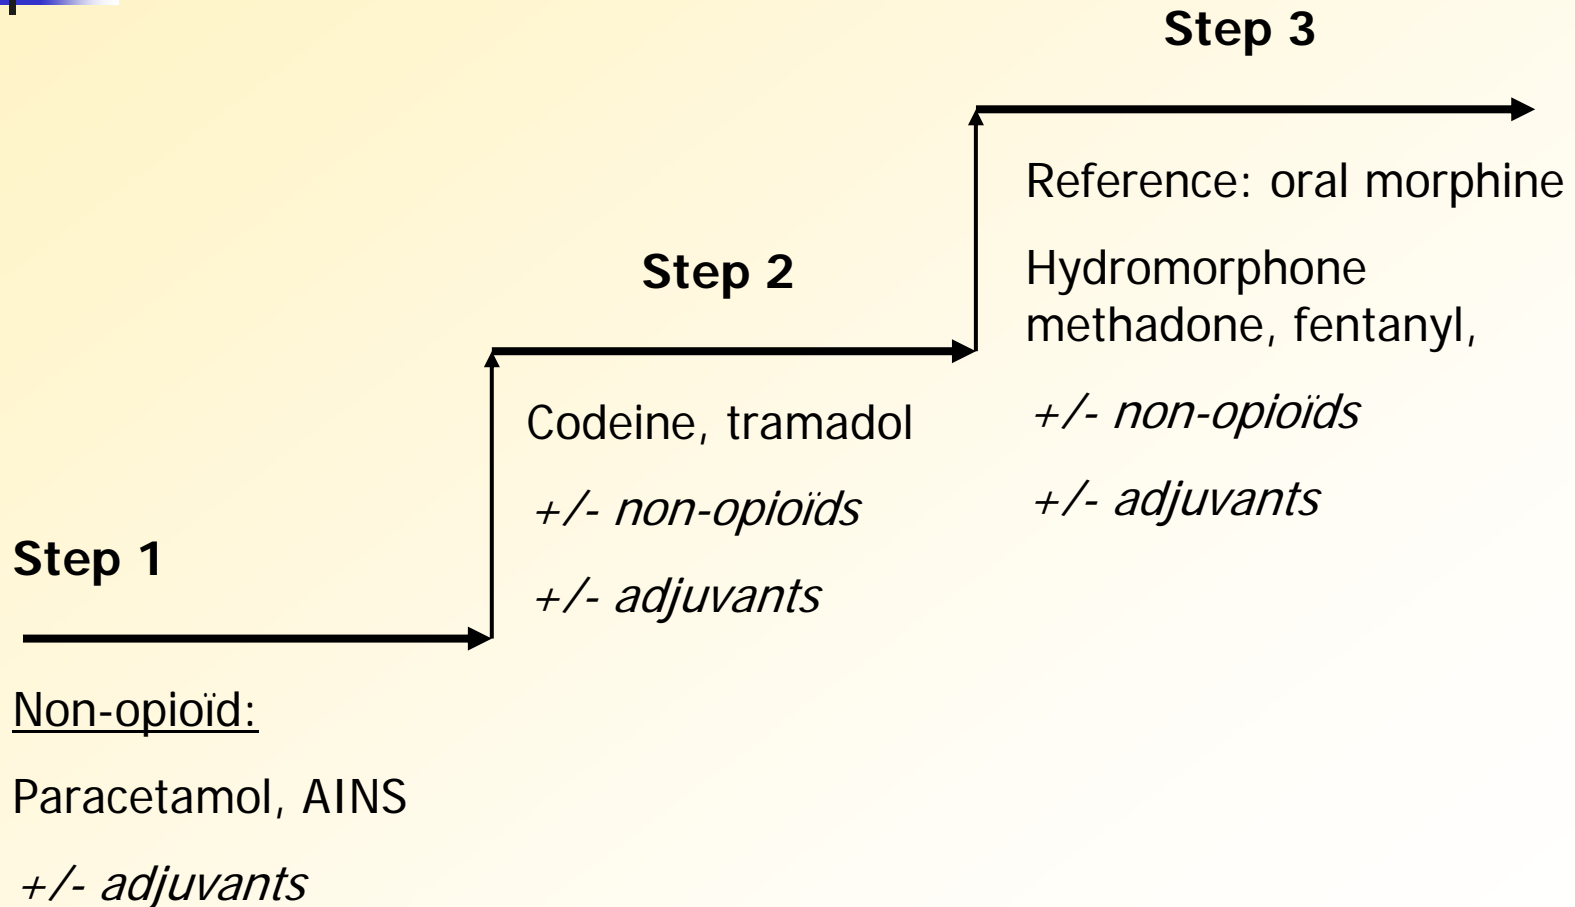 Step 3
Reference: oral morphine
Hydromorphone
methadone, fentanyl,
+/- non-opioïds
+/- adjuvants
Step 2
Codeine, tramadol
+/- non-opioïds
+/- adjuvants
Step 1
Non-opioïd:
Paracetamol, AINS
+/- adjuvants